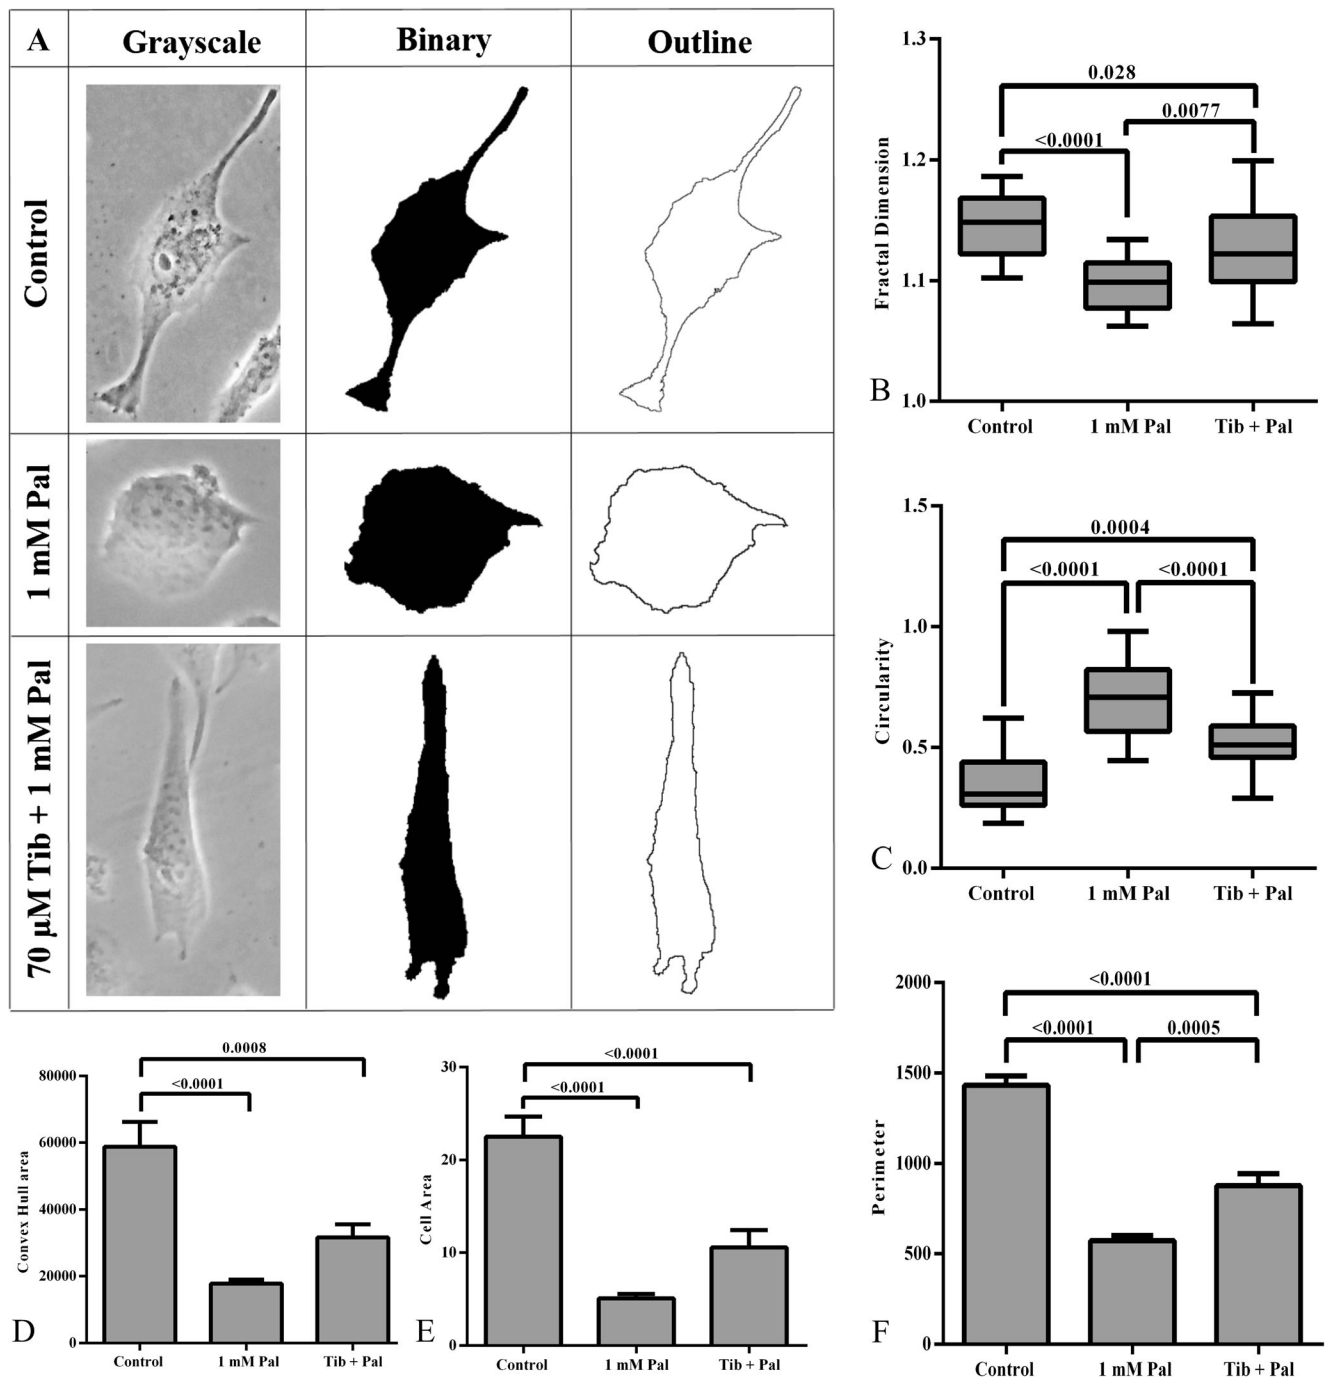 A Grayscale Binary Outline
Control
1 mM Pal
70 µM Tib + 1 mM Pal
1.3
1.2
1.1
1.0
Fractal Dimension
0.028
0.0077
<0.0001
B
Control 1 mM Pal Tib + Pal
1.5
1.0
0.5
0.0
Circularity
0.0004
<0.0001 <0.0001
C
Control 1 mM Pal Tib + Pal
80000
60000
40000
20000
0
Convex Hull area
0.0008
<0.0001
D
Control 1 mM Pal Tib + Pal
30
20
10
0
Cell Area
<0.0001
<0.0001
E
Control 1 mM Pal Tib + Pal
2000
1500
1000
500
0
Perimeter
<0.0001
<0.0001 0.0005
F
Control 1 mM Pal Tib + Pal